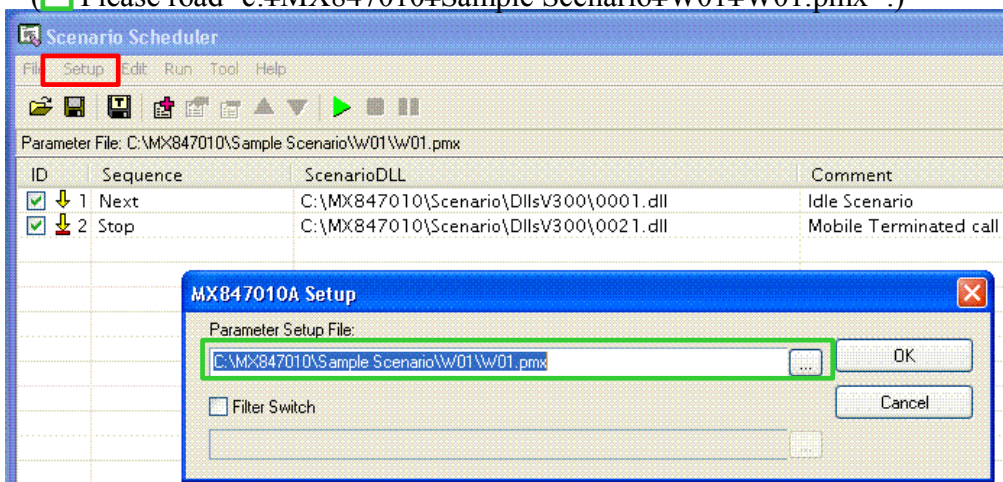 ( Please road "c:¥MX847010¥Sample Scenario¥W01¥W01.pmx".)
Scenario Scheduler
File Setup Edit Run Tool Help
Parameter File: C:\MX847010\Sample Scenario\W01\W01.pmx
ID Sequence ScenarioDLL Comment
1 Next C:\MX847010\Scenario\DllsV300\0001.dll Idle Scenario
2 Stop C:\MX847010\Scenario\DllsV300\0021.dll Mobile Terminated call
MX847010A Setup
Parameter Setup File:
C:\MX847010\Sample Scenario\W01\W01.pmx ...
OK
Filter Switch
Cancel
...